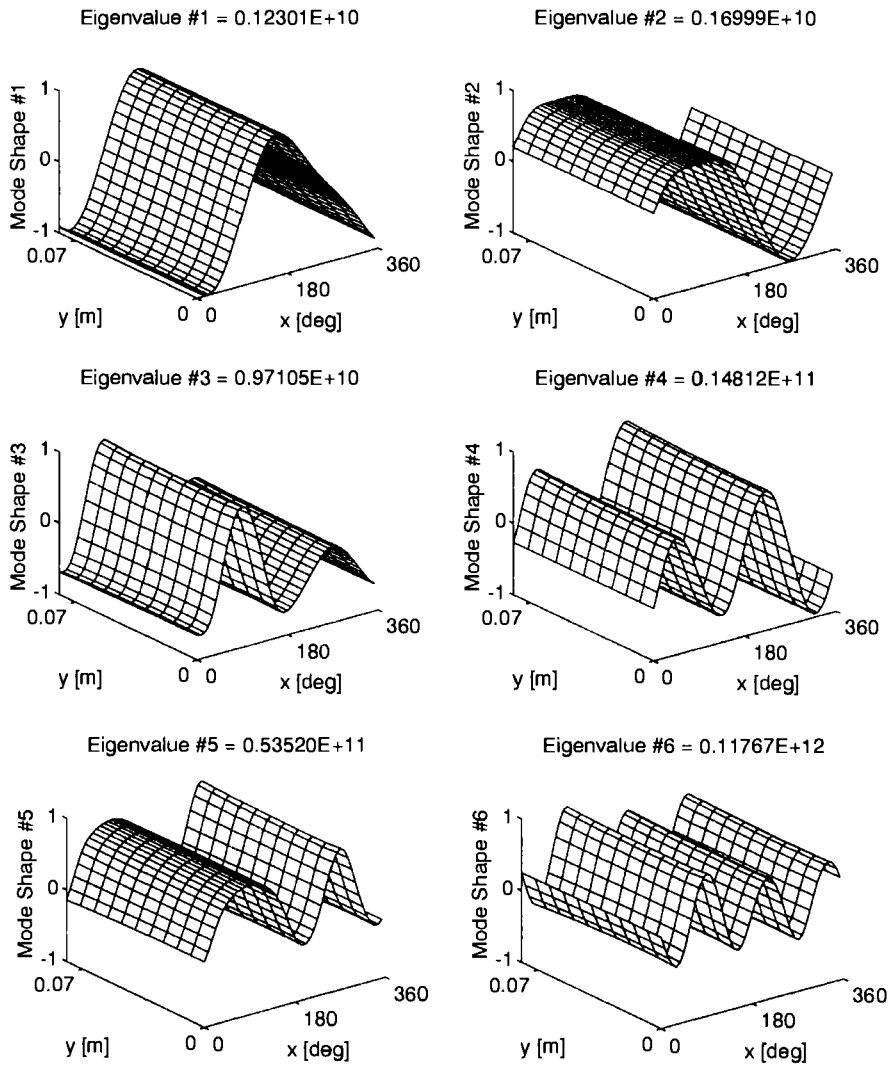 Eigenvalue #1 = 0.12301E+10
Mode Shape #1
1
0
-1
0.07
y [m]
0
0
180
360
x [deg]
Eigenvalue #2 = 0.16999E+10
Mode Shape #2
1
0
-1
0.07
y [m]
0
0
180
360
x [deg]
Eigenvalue #3 = 0.97105E+10
Mode Shape #3
1
0
-1
0.07
y [m]
0
0
180
360
x [deg]
Eigenvalue #4 = 0.14812E+11
Mode Shape #4
1
0
-1
0.07
y [m]
0
0
180
360
x [deg]
Eigenvalue #5 = 0.53520E+11
Mode Shape #5
1
0
-1
0.07
y [m]
0
0
180
360
x [deg]
Eigenvalue #6 = 0.11767E+12
Mode Shape #6
1
0
-1
0.07
y [m]
0
0
180
360
x [deg]